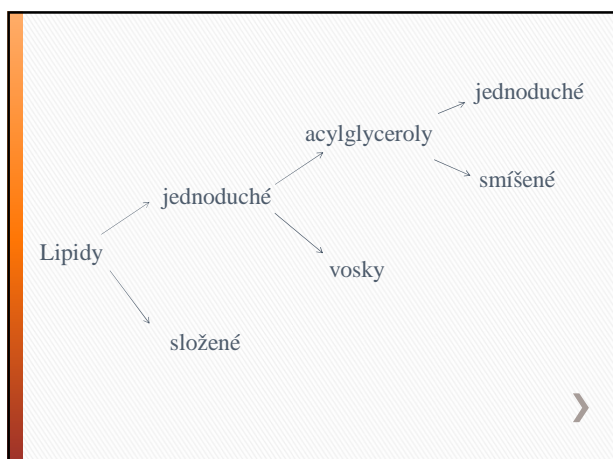 jednoduché
acylglyceroly
smíšené
jednoduché
Lipidy
vosky
složené